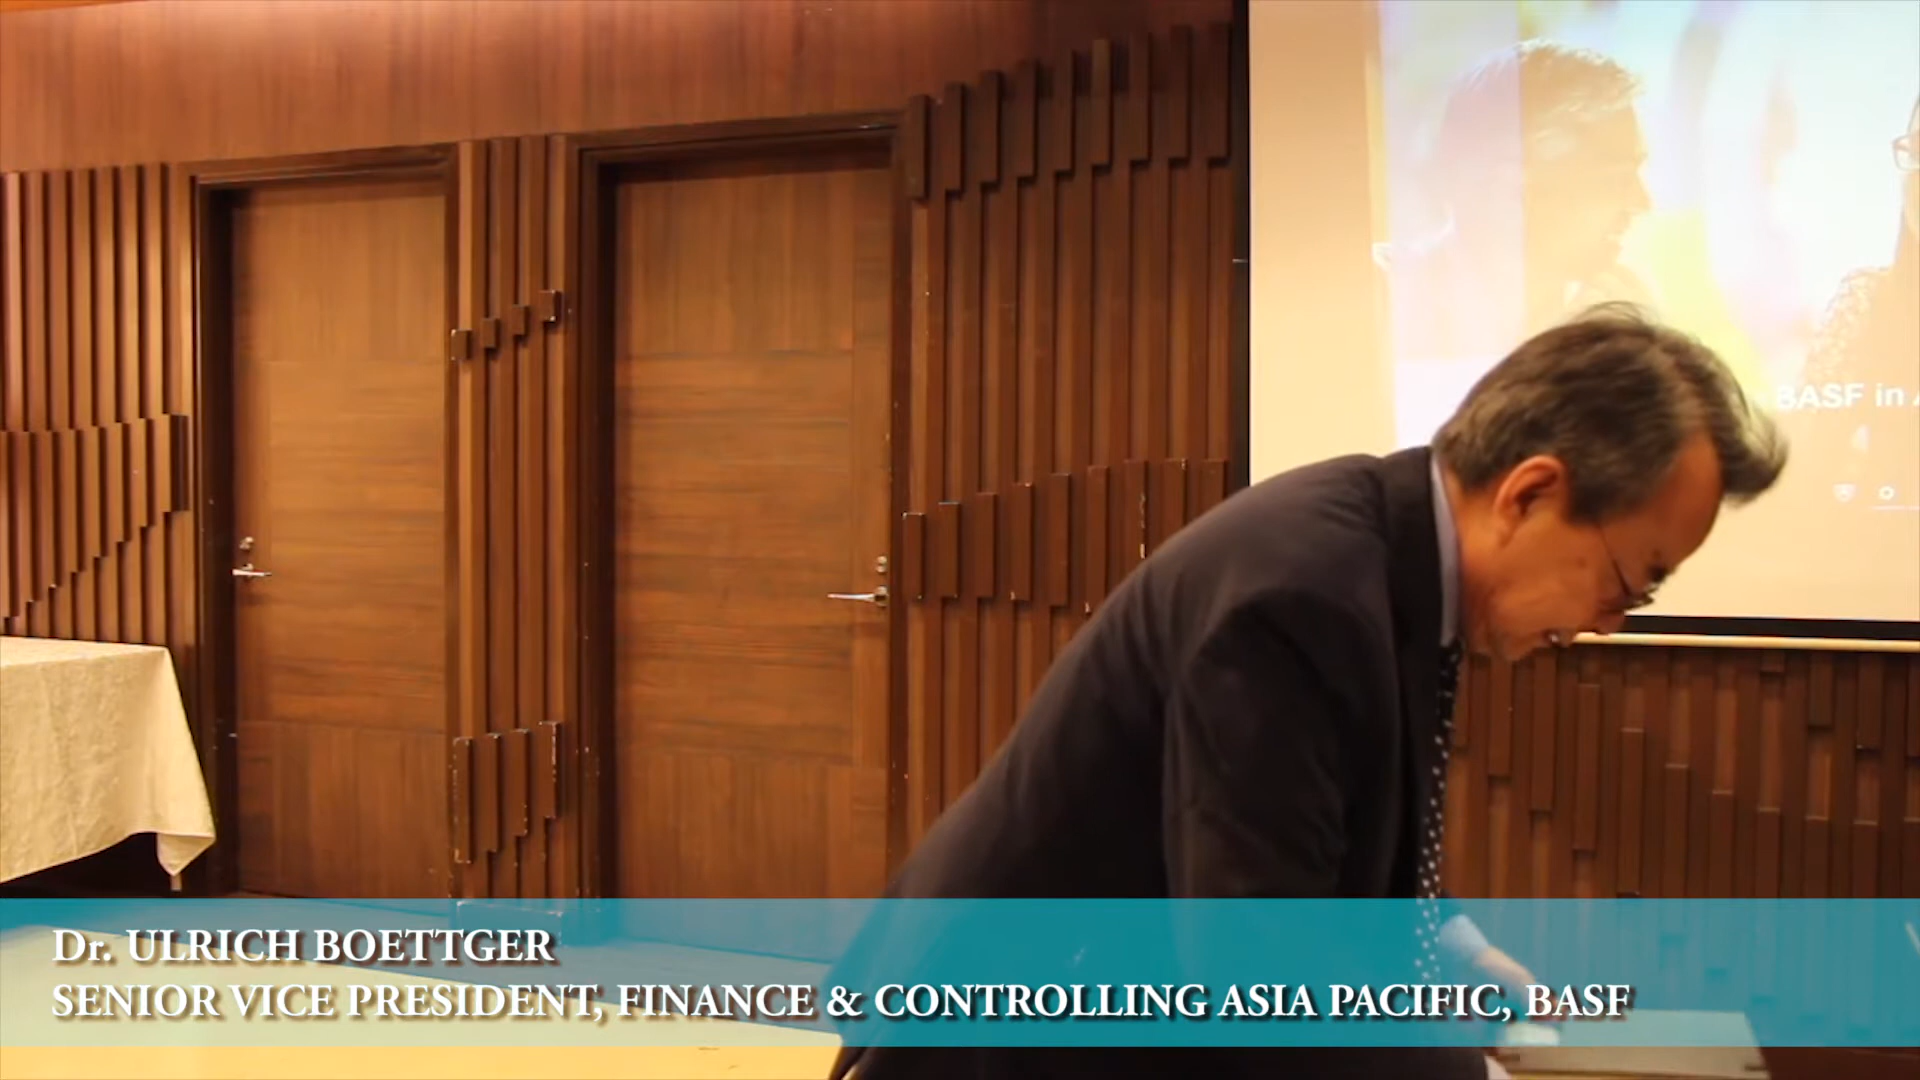 BASF in
Dr. ULRICH BOETTGER
SENIOR VICE PRESIDENT, FINANCE & CONTROLLING ASIA PACIFIC, BASF